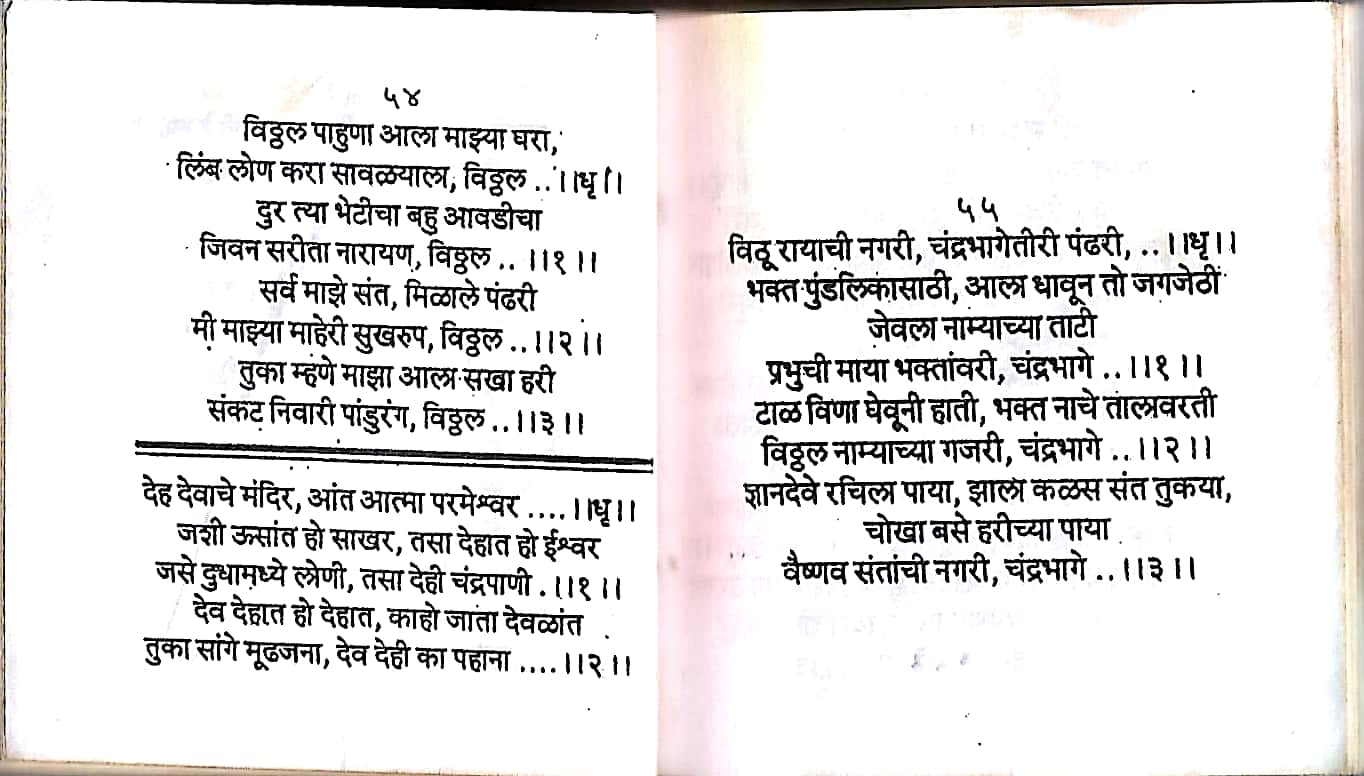 ५४
विठ्ठल पाहुणा आला माझ्या घरा,
लिंब लोण करा सावळयाला, विठ्ठल ..।।धृ।।
दुर त्या भेटीचा बहु आवडीचा
जिवन सरीता नारायण, विठ्ठल .. ।।१।।
सर्व माझे संत, मिळाले पंढरी
मी माझ्या माहेरी सुखरुप, विठ्ठल ..।।२।।
तुका म्हणे माझा आला सखा हरी
संकट निवारी पांडुरंग, विठ्ठल ..।।३।।
देह देवाचे मंदिर, आंत आत्मा परमेश्वर ....।।धृ।।
जशी ऊसांत हो साखर, तसा देहात हो ईश्वर
जसे दुधामध्ये लोणी, तसा देही चंद्रपाणी .।।१।।
देव देहात हो देहात, काहो जाता देवळांत
तुका सांगे मूढजना, देव देही का पहाना ....।।२।।
५५
विठू रायाची नगरी, चंद्रभागेतीरी पंढरी, ..।।धृ।।
भक्त पुंडलिकासाठी, आला धावून तो जगजेठी
जेवला नाम्याच्या ताटी
प्रभुची माया भक्तांवरी, चंद्रभागे ..।।१।।
टाळ विणा घेवूनी हाती, भक्त नाचे तालावरती
विठ्ठल नाम्याच्या गजरी, चंद्रभागे ..।।२।।
ज्ञानदेवे रचिला पाया, झाला कळस संत तुकया,
चोखा बसे हरीच्या पाया
वैष्णव संतांची नगरी, चंद्रभागे ..।।३।।